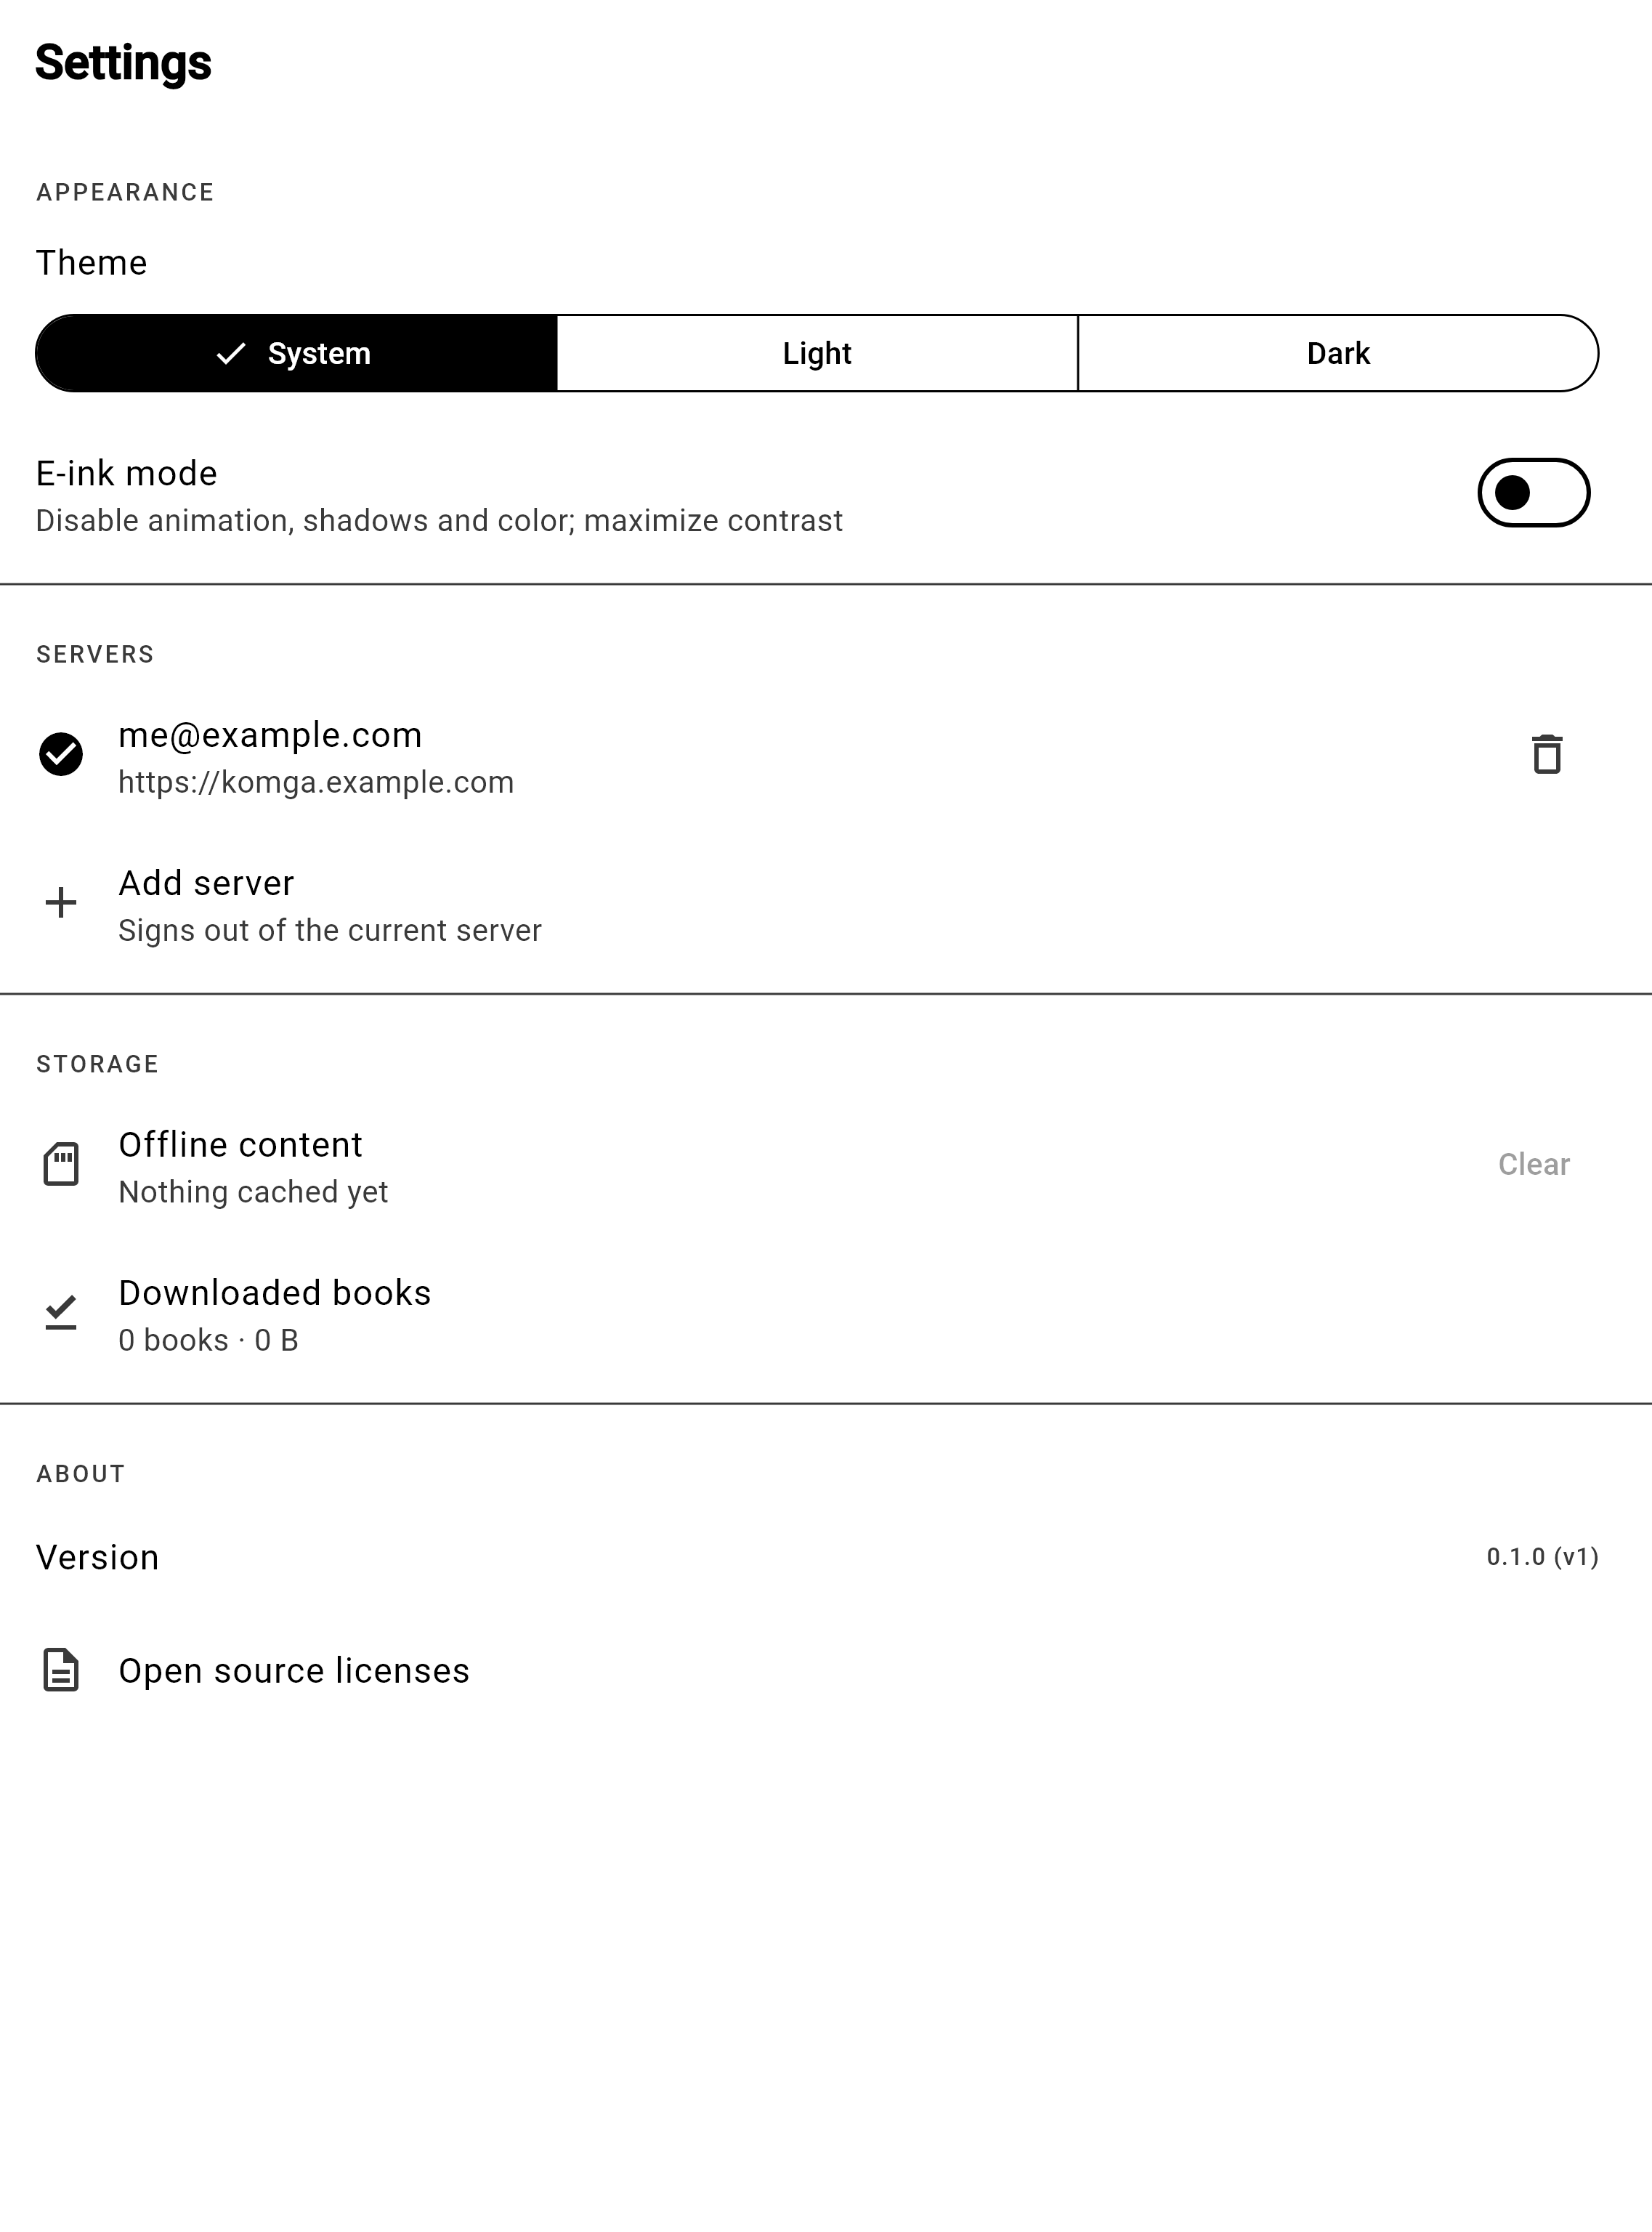 Settings
APPEARANCE
Theme
System
Light
Dark
E-ink mode
Disable animation, shadows and color; maximize contrast
SERVERS
me@example.com
https://komga.example.com
Add server
Signs out of the current server
STORAGE
Offline content
Nothing cached yet
Clear
Downloaded books
0 books · 0 B
ABOUT
Version
0.1.0 (v1)
Open source licenses